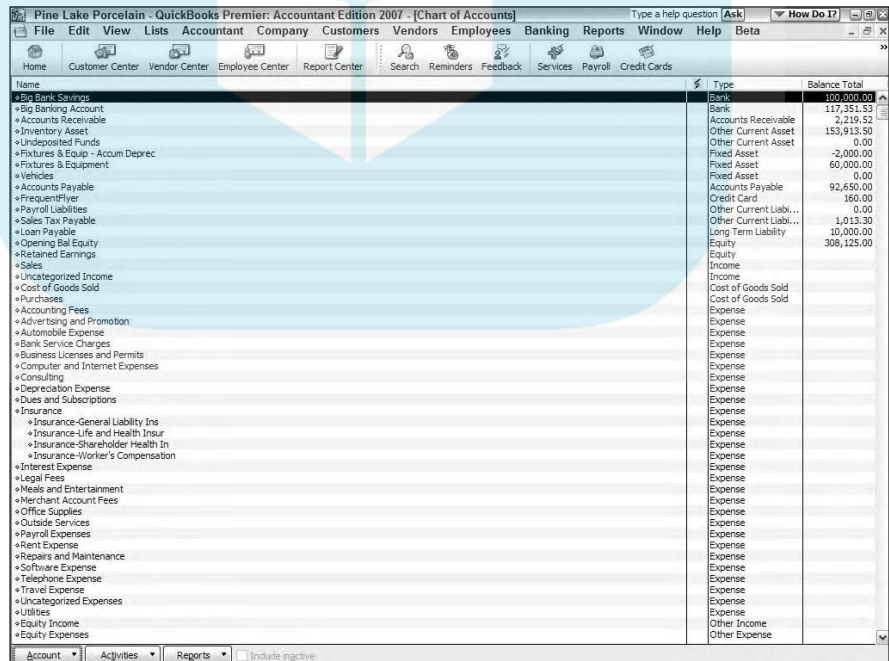 Pine Lake Porcelain - QuickBooks Premier: Accountant Edition 2007 - [Chart of Accounts] Type a help question Ask How Do I?
File Edit View Lists Accountant Company Customers Vendors Employees Banking Reports Window Help Beta
Home Customer Center Vendor Center Employee Center Report Center Search Reminders Feedback Services Payroll Credit Cards
Name Type Balance Total
Big Bank Savings Bank 100,000.00
Big Banking Account Bank 117,351.53
Accounts Receivable Accounts Receivable 2,219.52
Inventory Asset Other Current Asset 153,913.50
Undeposited Funds Other Current Asset 0.00
Fixtures & Equip - Accum Deprec Fixed Asset -2,000.00
Fixtures & Equipment Fixed Asset 60,000.00
Vehicles Fixed Asset 0.00
Accounts Payable Accounts Payable 92,650.00
FrequentFlyer Credit Card 160.00
Payroll Liabilities Other Current Liabi... 0.00
Sales Tax Payable Other Current Liabi... 1,013.30
Loan Payable Long Term Liability 10,000.00
Opening Bal Equity Equity 308,125.00
Retained Earnings Equity
Sales Income
Uncategorized Income Income
Cost of Goods Sold Cost of Goods Sold
Purchases Cost of Goods Sold
Accounting Fees Expense
Advertising and Promotion Expense
Automobile Expense Expense
Bank Service Charges Expense
Business Licenses and Permits Expense
Computer and Internet Expenses Expense
Consulting Expense
Depreciation Expense Expense
Dues and Subscriptions Expense
Insurance Expense
Insurance-General Liability Ins Expense
Insurance-Life and Health Insur Expense
Insurance-Shareholder Health In Expense
Insurance-Worker's Compensation Expense
Interest Expense Expense
Legal Fees Expense
Meals and Entertainment Expense
Merchant Account Fees Expense
Office Supplies Expense
Outside Services Expense
Payroll Expenses Expense
Rent Expense Expense
Repairs and Maintenance Expense
Software Expense Expense
Telephone Expense Expense
Travel Expense Expense
Uncategorized Expenses Expense
Utilities Expense
Equity Income Other Income
Equity Expenses Other Expense
Account Activities Reports Include inactive